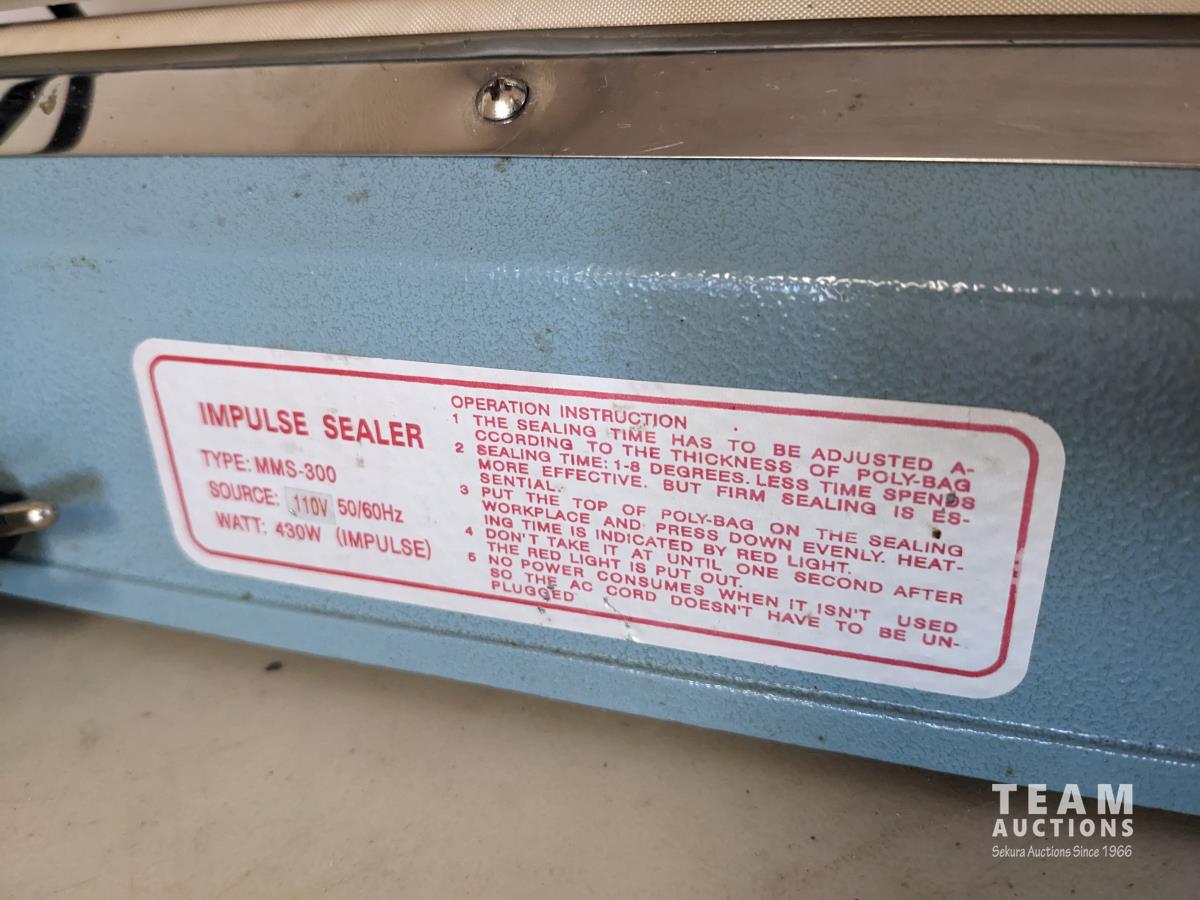 IMPULSE SEALER
TYPE: MMS-300
SOURCE: 110V 50/60Hz
WATT: 430W (IMPULSE)
OPERATION INSTRUCTION
1 THE SEALING TIME HAS TO BE ADJUSTED A-
CCORDING TO THE THICKNESS OF POLY-BAG
2 SEALING TIME: 1-8 DEGREES. LESS TIME SPENDS
MORE EFFECTIVE. BUT FIRM SEALING IS ES-
SENTIAL.
3 PUT THE TOP OF POLY-BAG ON THE SEALING
WORKPLACE AND PRESS DOWN EVENLY. HEAT-
ING TIME IS INDICATED BY RED LIGHT.
4 DON'T TAKE IT AT UNTIL ONE SECOND AFTER
THE RED LIGHT IS PUT OUT.
5 NO POWER CONSUMES WHEN IT ISN'T USED
SO THE AC CORD DOESN'T HAVE TO BE UN-
PLUGGED
TEAM
AUCTIONS
Sekura Auctions Since 1966